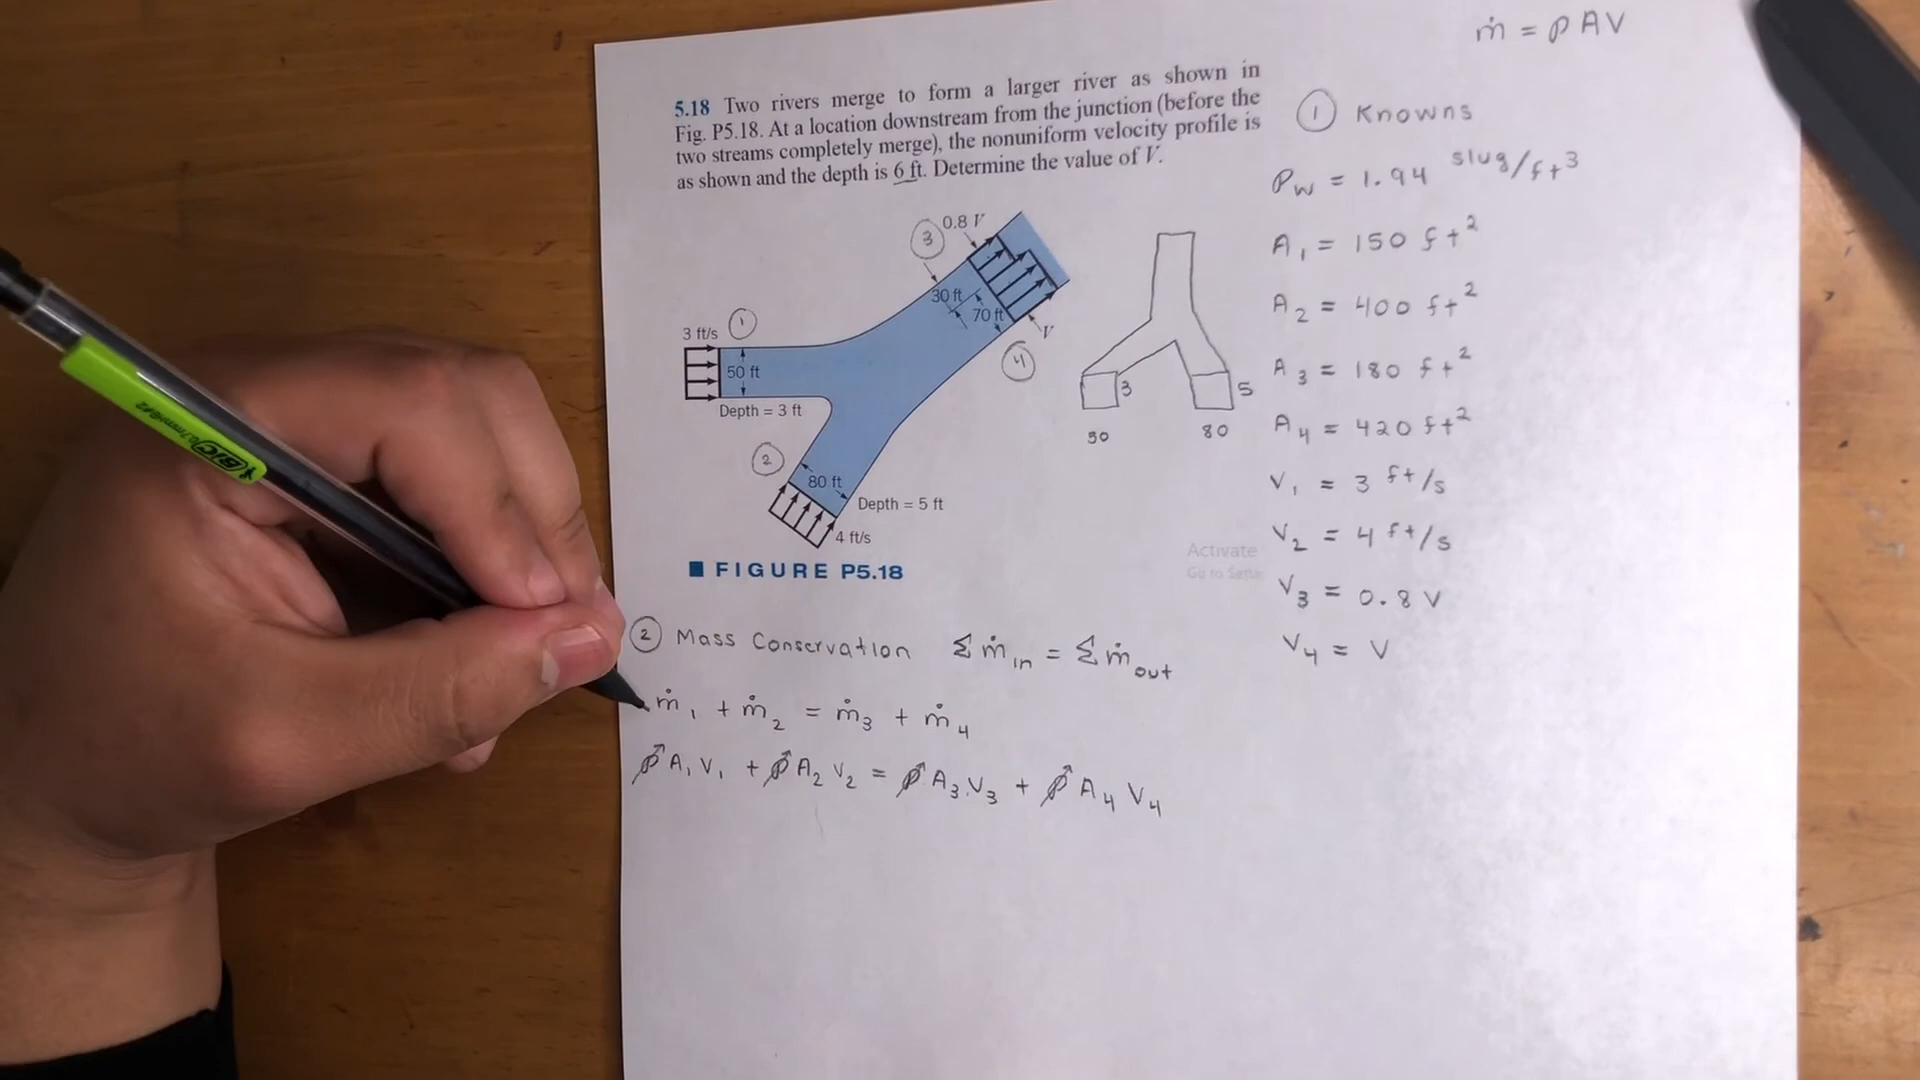 ṁ = ρ A V
5.18 Two rivers merge to form a larger river as shown in
Fig. P5.18. At a location downstream from the junction (before the
two streams completely merge), the nonuniform velocity profile is
as shown and the depth is 6 ft. Determine the value of V.
① Knowns
ρw = 1.94 slug/ft³
A₁ = 150 ft²
A₂ = 400 ft²
A₃ = 180 ft²
A₄ = 420 ft²
V₁ = 3 ft/s
V₂ = 4 ft/s
V₃ = 0.8 V
V₄ = V
③ 0.8 V
30 ft
70 ft
V
④
3 ft/s ①
50 ft
Depth = 3 ft
②
80 ft
Depth = 5 ft
4 ft/s
3
5
50
80
FIGURE P5.18
Activate
② Mass Conservation Σ ṁin = Σ ṁout
ṁ₁ + ṁ₂ = ṁ₃ + ṁ₄
ρA₁V₁ + ρA₂V₂ = ρA₃V₃ + ρA₄V₄